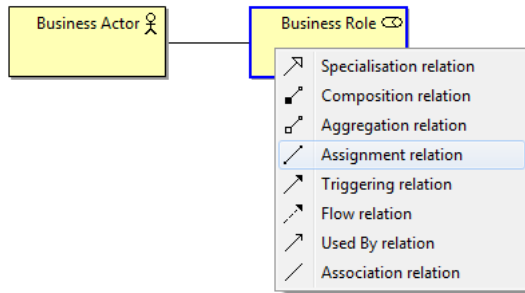 Business Actor
Business Role
Specialisation relation
Composition relation
Aggregation relation
Assignment relation
Triggering relation
Flow relation
Used By relation
Association relation